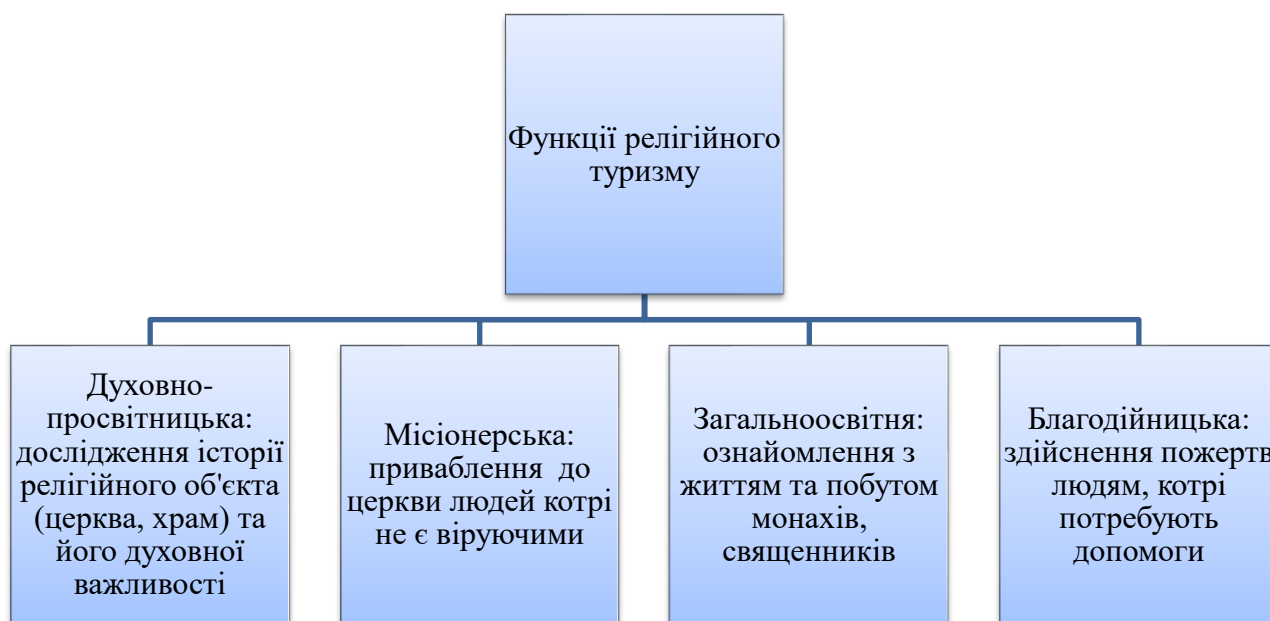 Функції релігійного
туризму
Духовно-
просвітницька:
дослідження історії
релігійного об'єкта
(церква, храм) та
його духовної
важливості
Місіонерська:
приваблення до
церкви людей котрі
не є віруючими
Загальноосвітня:
ознайомлення з
життям та побутом
монахів,
священників
Благодійницька:
здійснення пожертв
людям, котрі
потребують
допомоги